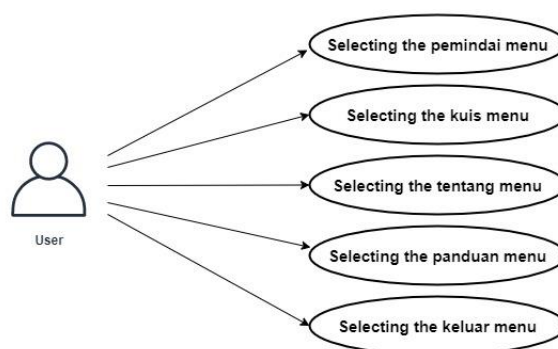 Selecting the pemindai menu
Selecting the kuis menu
Selecting the tentang menu
User
Selecting the panduan menu
Selecting the keluar menu